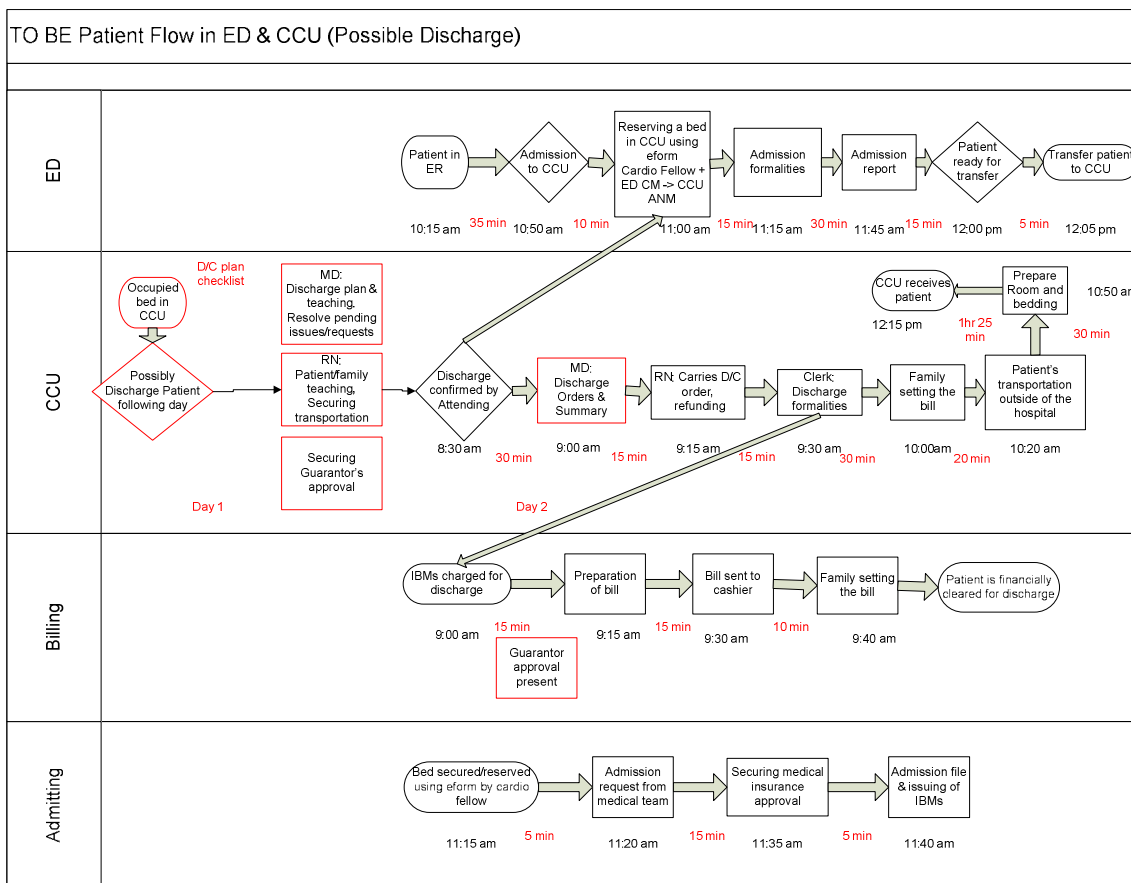 TO BE Patient Flow in ED & CCU (Possible Discharge)
ED
Patient in
ER
Admission
to CCU
Reserving a bed
in CCU using
eform
Cardio Fellow +
ED CM -> CCU
ANM
Admission
formalities
Admission
report
Patient
ready for
transfer
Transfer patient
to CCU
10:15 am
35 min
10:50 am
10 min
11:00 am
15 min
11:15 am
30 min
11:45 am
15 min
12:00 pm
5 min
12:05 pm
CCU
Occupied
bed in
CCU
D/C plan
checklist
Possibly
Discharge Patient
following day
MD:
Discharge plan &
teaching,
Resolve pending
issues/requests
RN:
Patient/family
teaching,
Securing
transportation
Securing
Guarantor's
approval
Day 1
Discharge
confirmed by
Attending
8:30 am
30 min
MD:
Discharge
Orders &
Summary
9:00 am
15 min
RN: Carries D/C
order,
refunding
9:15 am
15 min
Clerk:
Discharge
formalities
9:30 am
30 min
Family
setting the
bill
10:00am
20 min
Patient's
transportation
outside of the
hospital
10:20 am
30 min
Prepare
Room and
bedding
10:50 am
1hr 25
min
CCU receives
patient
12:15 pm
Day 2
Billing
IBMs charged for
discharge
Preparation
of bill
Bill sent to
cashier
Family setting
the bill
Patient is financially
cleared for discharge
9:00 am
15 min
9:15 am
15 min
9:30 am
10 min
9:40 am
Guarantor
approval
present
Admitting
Bed secured/reserved
using eform by cardio
fellow
Admission
request from
medical team
Securing medical
insurance
approval
Admission file
& issuing of
IBMs
11:15 am
5 min
11:20 am
15 min
11:35 am
5 min
11:40 am